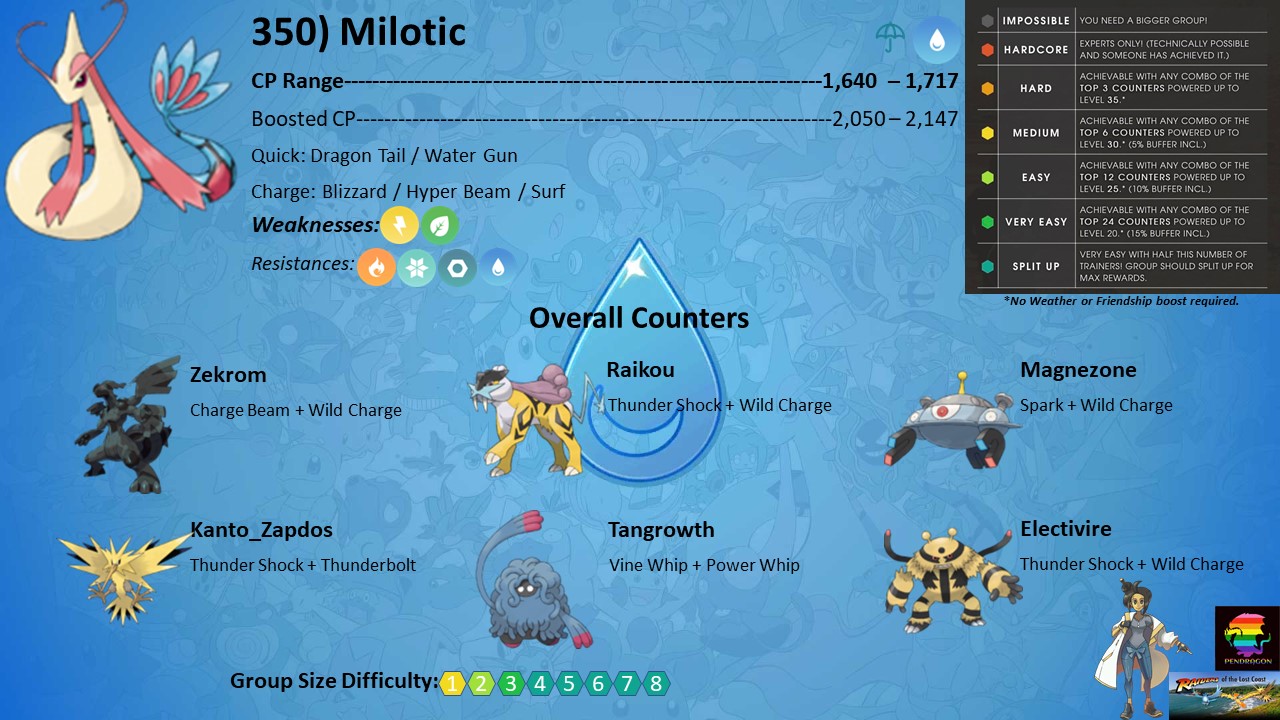 350) Milotic
CP Range------------------------------------------------------------------------1,640 – 1,717
Boosted CP------------------------------------------------------------------------2,050 – 2,147
Quick: Dragon Tail / Water Gun
Charge: Blizzard / Hyper Beam / Surf
Weaknesses:
Resistances:
IMPOSSIBLE YOU NEED A BIGGER GROUP!
HARDCORE EXPERTS ONLY! (TECHNICALLY POSSIBLE
AND SOMEONE HAS ACHIEVED IT.)
HARD ACHIEVABLE WITH ANY COMBO OF THE
TOP 3 COUNTERS POWERED UP TO
LEVEL 35.*
MEDIUM ACHIEVABLE WITH ANY COMBO OF THE
TOP 6 COUNTERS POWERED UP TO
LEVEL 30.* (5% BUFFER INCL.)
EASY ACHIEVABLE WITH ANY COMBO OF THE
TOP 12 COUNTERS POWERED UP TO
LEVEL 25.* (10% BUFFER INCL.)
VERY EASY ACHIEVABLE WITH ANY COMBO OF THE
TOP 24 COUNTERS POWERED UP TO
LEVEL 20.* (15% BUFFER INCL.)
SPLIT UP VERY EASY WITH HALF THIS NUMBER OF
TRAINERS! GROUP SHOULD SPLIT UP FOR
MAX REWARDS.
*No Weather or Friendship boost required.
Overall Counters
Zekrom
Charge Beam + Wild Charge
Raikou
Thunder Shock + Wild Charge
Magnezone
Spark + Wild Charge
Kanto_Zapdos
Thunder Shock + Thunderbolt
Tangrowth
Vine Whip + Power Whip
Electivire
Thunder Shock + Wild Charge
Group Size Difficulty: 1 2 3 4 5 6 7 8
PENDRAGON
RAIDERS of the Lost Coast